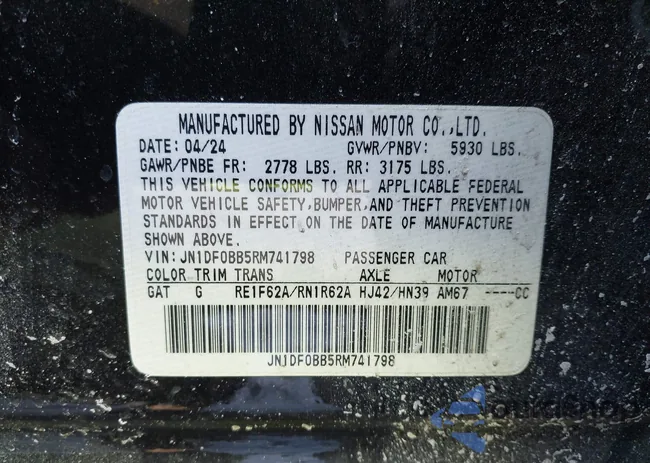 MANUFACTURED BY NISSAN MOTOR CO.,LTD.
DATE: 04/24 GVWR/PNBV: 5930 LBS.
GAWR/PNBE FR: 2778 LBS. RR: 3175 LBS.
THIS VEHICLE CONFORMS TO ALL APPLICABLE FEDERAL
MOTOR VEHICLE SAFETY,BUMPER,AND THEFT PREVENTION
STANDARDS IN EFFECT ON THE DATE OF MANUFACTURE
SHOWN ABOVE.
VIN: JN1DF0BB5RM741798 PASSENGER CAR
COLOR TRIM TRANS AXLE MOTOR
GAT G RE1F62A/RN1R62A HJ42/HN39 AM67 ----CC
JN1DF0BB5RM741798